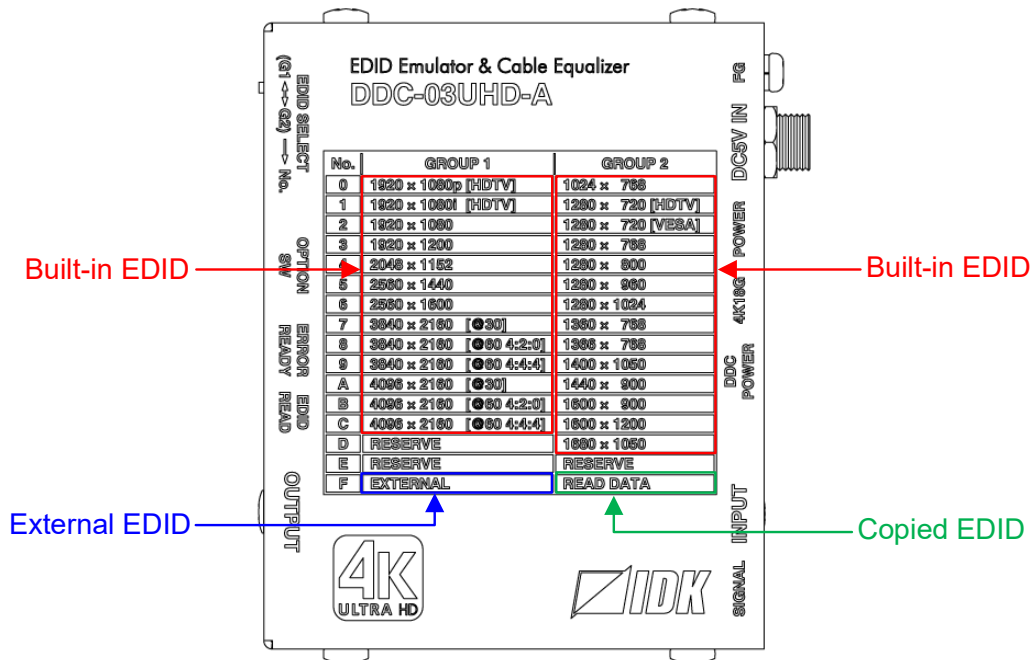 EDID Emulator & Cable Equalizer
DDC-03UHD-A
EDID SELECT
(G1<->G2) -> No.
OPTION
SW
ERROR
READY
EDID
READ
OUTPUT
FG
DC5V IN
POWER
4K18G
DDC
POWER
INPUT
SIGNAL
No. GROUP 1 GROUP 2
0 1920 x 1080p [HDTV] 1024 x 768
1 1920 x 1080i [HDTV] 1280 x 720 [HDTV]
2 1920 x 1080 1280 x 720 [VESA]
3 1920 x 1200 1280 x 768
4 2048 x 1152 1280 x 800
5 2560 x 1440 1280 x 960
6 2560 x 1600 1280 x 1024
7 3840 x 2160 [@30] 1360 x 768
8 3840 x 2160 [@60 4:2:0] 1366 x 768
9 3840 x 2160 [@60 4:4:4] 1400 x 1050
A 4096 x 2160 [@30] 1440 x 900
B 4096 x 2160 [@60 4:2:0] 1600 x 900
C 4096 x 2160 [@60 4:4:4] 1600 x 1200
D RESERVE 1680 x 1050
E RESERVE RESERVE
F EXTERNAL READ DATA
Built-in EDID
Built-in EDID
External EDID
Copied EDID
4K
ULTRA HD
IDK